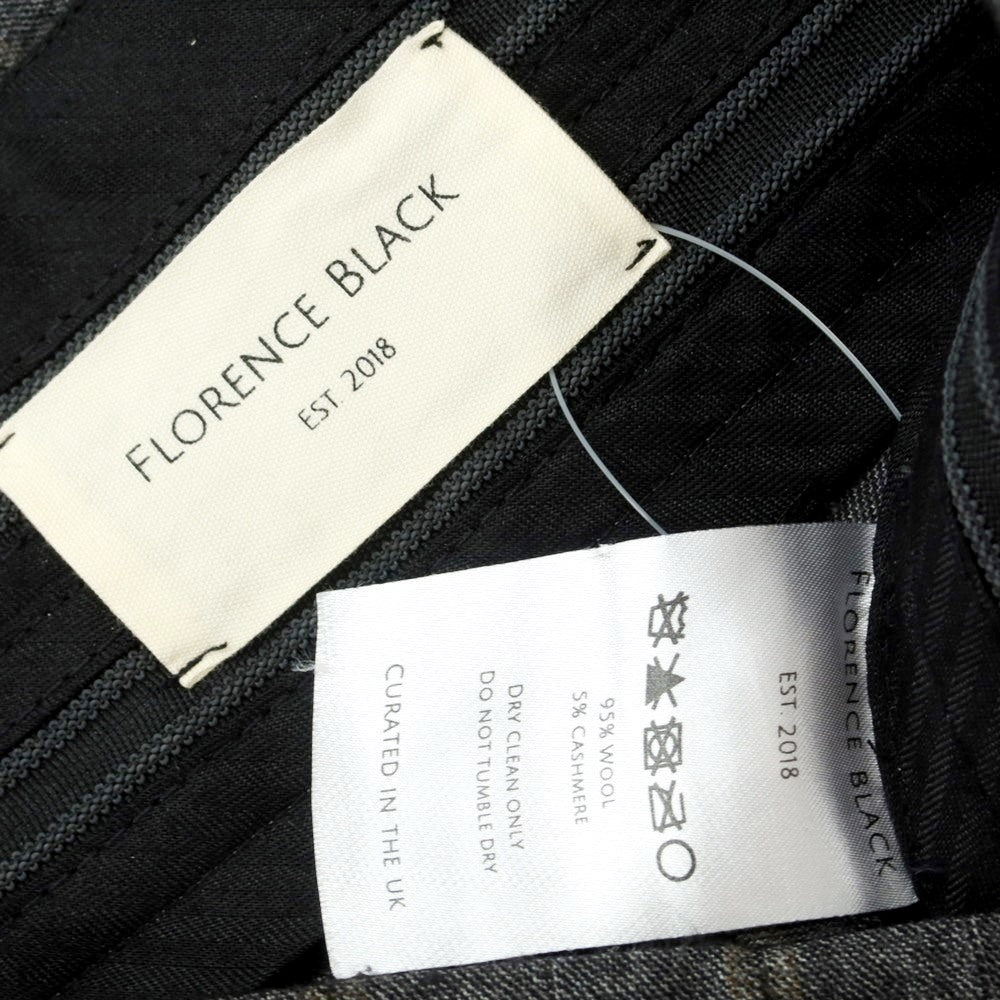 FLORENCE BLACK
EST 2018
FLORENCE BLACK
EST 2018
95% WOOL
5% CASHMERE
DRY CLEAN ONLY
DO NOT TUMBLE DRY
CURATED IN THE UK